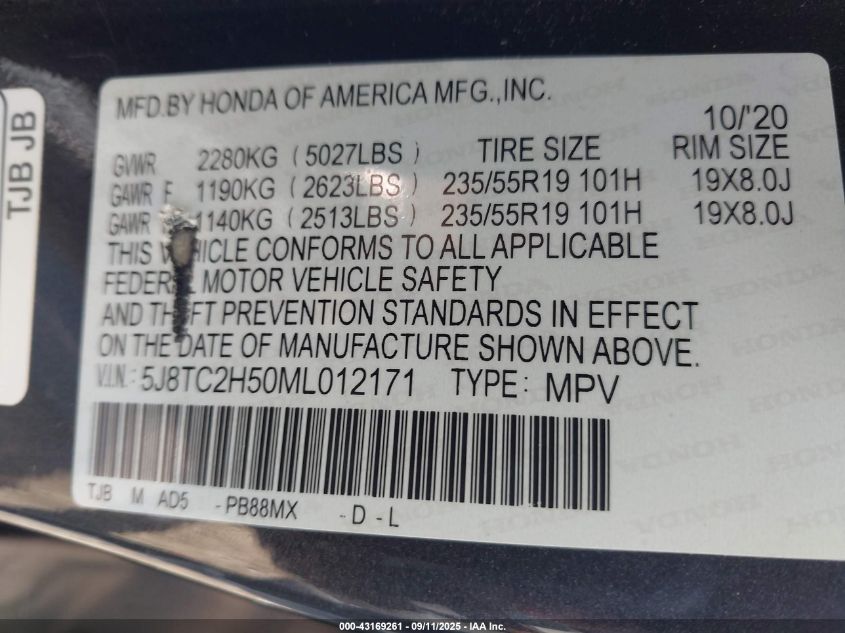 TJB JB
MFD.BY HONDA OF AMERICA MFG.,INC.
10/'20
GVWR 2280KG (5027LBS) TIRE SIZE RIM SIZE
GAWR F 1190KG (2623LBS) 235/55R19 101H 19X8.0J
GAWR 1140KG (2513LBS) 235/55R19 101H 19X8.0J
THIS VEHICLE CONFORMS TO ALL APPLICABLE
FEDERAL MOTOR VEHICLE SAFETY
AND THEFT PREVENTION STANDARDS IN EFFECT
ON THE DATE OF MANUFACTURE SHOWN ABOVE.
V.I.N.: 5J8TC2H50ML012171 TYPE: MPV
TJB M AD5 -PB88MX -D-L
000-43169261 - 09/11/2025 - IAA Inc.